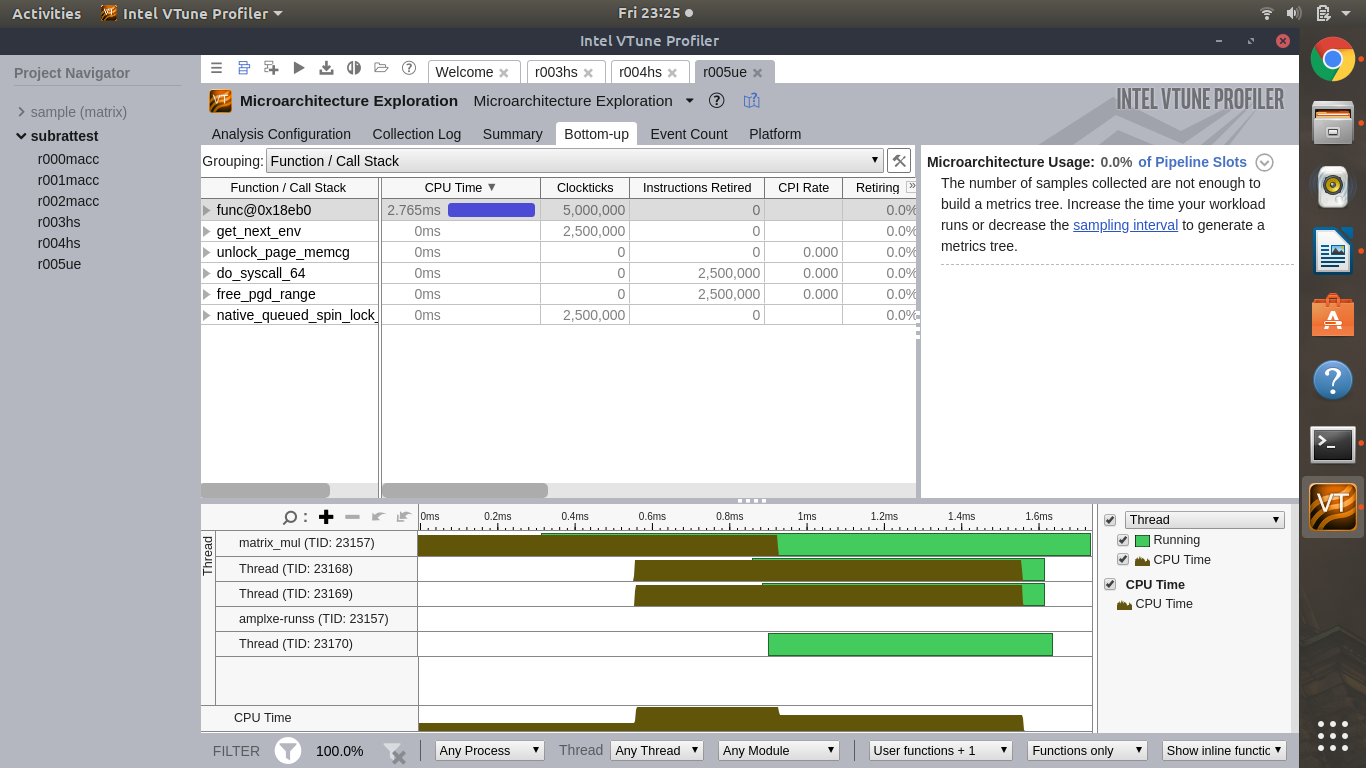 Activities Intel VTune Profiler Fri 23:25
Intel VTune Profiler
Project Navigator
sample (matrix)
subrattest
r000macc
r001macc
r002macc
r003hs
r004hs
r005ue
Welcome r003hs r004hs r005ue
VT Microarchitecture Exploration Microarchitecture Exploration INTEL VTUNE PROFILER
Analysis Configuration Collection Log Summary Bottom-up Event Count Platform
Grouping: Function / Call Stack
Function / Call Stack CPU Time Clockticks Instructions Retired CPI Rate Retiring »
func@0x18eb0 2.765ms 5,000,000 0 0.0%
get_next_env 0ms 2,500,000 0 0.0%
unlock_page_memcg 0ms 0 0 0.000 0.0%
do_syscall_64 0ms 0 2,500,000 0.000 0.0%
free_pgd_range 0ms 0 2,500,000 0.000 0.0%
native_queued_spin_lock_ 0ms 2,500,000 0 0.0%
Microarchitecture Usage: 0.0% of Pipeline Slots
The number of samples collected are not enough to
build a metrics tree. Increase the time your workload
runs or decrease the sampling interval to generate a
metrics tree.
0ms 0.2ms 0.4ms 0.6ms 0.8ms 1ms 1.2ms 1.4ms 1.6ms
Thread
matrix_mul (TID: 23157)
Thread (TID: 23168)
Thread (TID: 23169)
amplxe-runss (TID: 23157)
Thread (TID: 23170)
CPU Time
Thread
Running
CPU Time
CPU Time
CPU Time
FILTER 100.0% Any Process Thread Any Thread Any Module User functions + 1 Functions only Show inline functic
VT